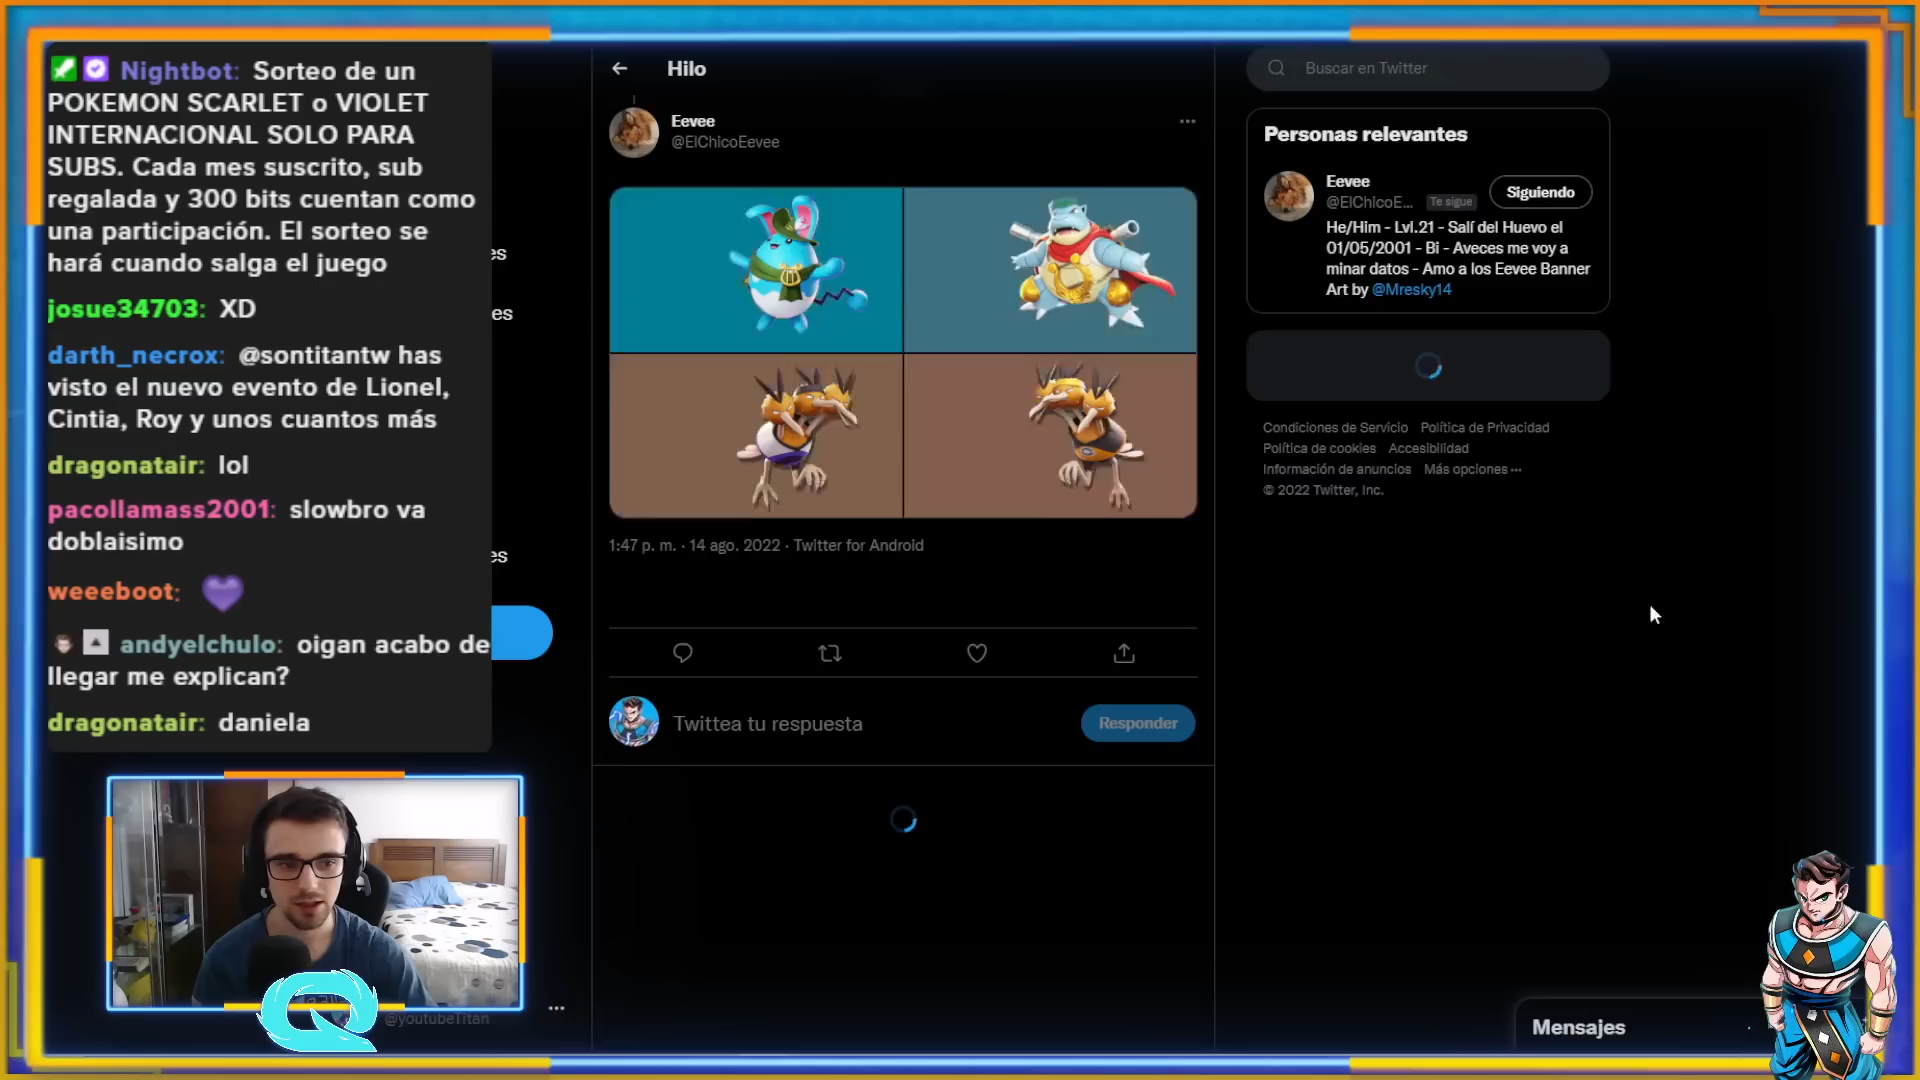 Nightbot: Sorteo de un
POKEMON SCARLET o VIOLET
INTERNACIONAL SOLO PARA
SUBS. Cada mes suscrito, sub
regalada y 300 bits cuentan como
una participación. El sorteo se
hará cuando salga el juego
josue34703: XD
darth_necrox: @sontitantw has
visto el nuevo evento de Lionel,
Cintia, Roy y unos cuantos más
dragonatair: lol
pacollamass2001: slowbro va
doblaisimo
weeeboot:
andyelchulo: oigan acabo de
llegar me explican?
dragonatair: daniela
es
es
es
@youtubeTitan
Hilo
Eevee
@ElChicoEevee
1:47 p. m. · 14 ago. 2022 · Twitter for Android
Twittea tu respuesta
Responder
Buscar en Twitter
Personas relevantes
Eevee
@ElChicoE... Te sigue
Siguiendo
He/Him - Lvl.21 - Salí del Huevo el
01/05/2001 - Bi - Aveces me voy a
minar datos - Amo a los Eevee Banner
Art by @Mresky14
Condiciones de Servicio Política de Privacidad
Política de cookies Accesibilidad
Información de anuncios Más opciones ···
© 2022 Twitter, Inc.
Mensajes